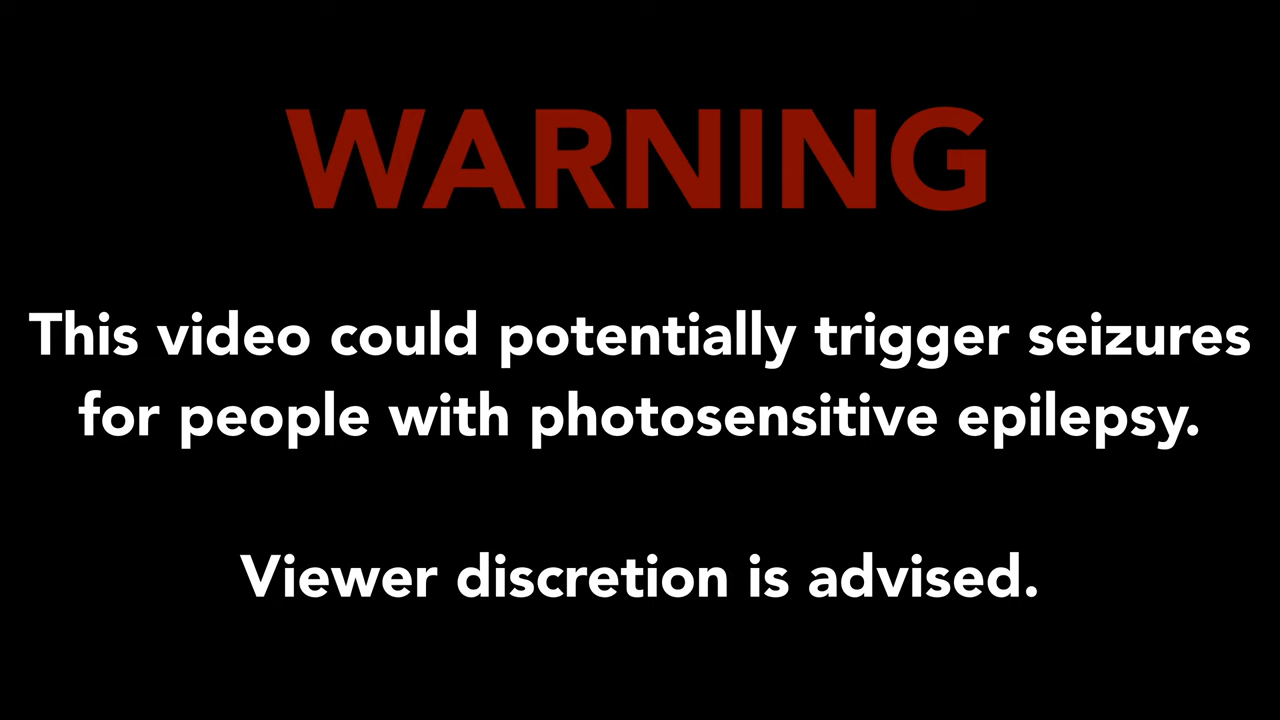 WARNING
This video could potentially trigger seizures
for people with photosensitive epilepsy.
Viewer discretion is advised.